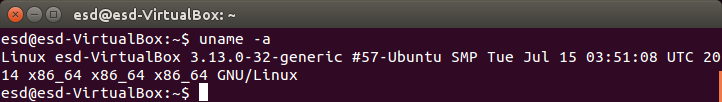 esd@esd-VirtualBox: ~
esd@esd-VirtualBox:~$ uname -a
Linux esd-VirtualBox 3.13.0-32-generic #57-Ubuntu SMP Tue Jul 15 03:51:08 UTC 20
14 x86_64 x86_64 x86_64 GNU/Linux
esd@esd-VirtualBox:~$